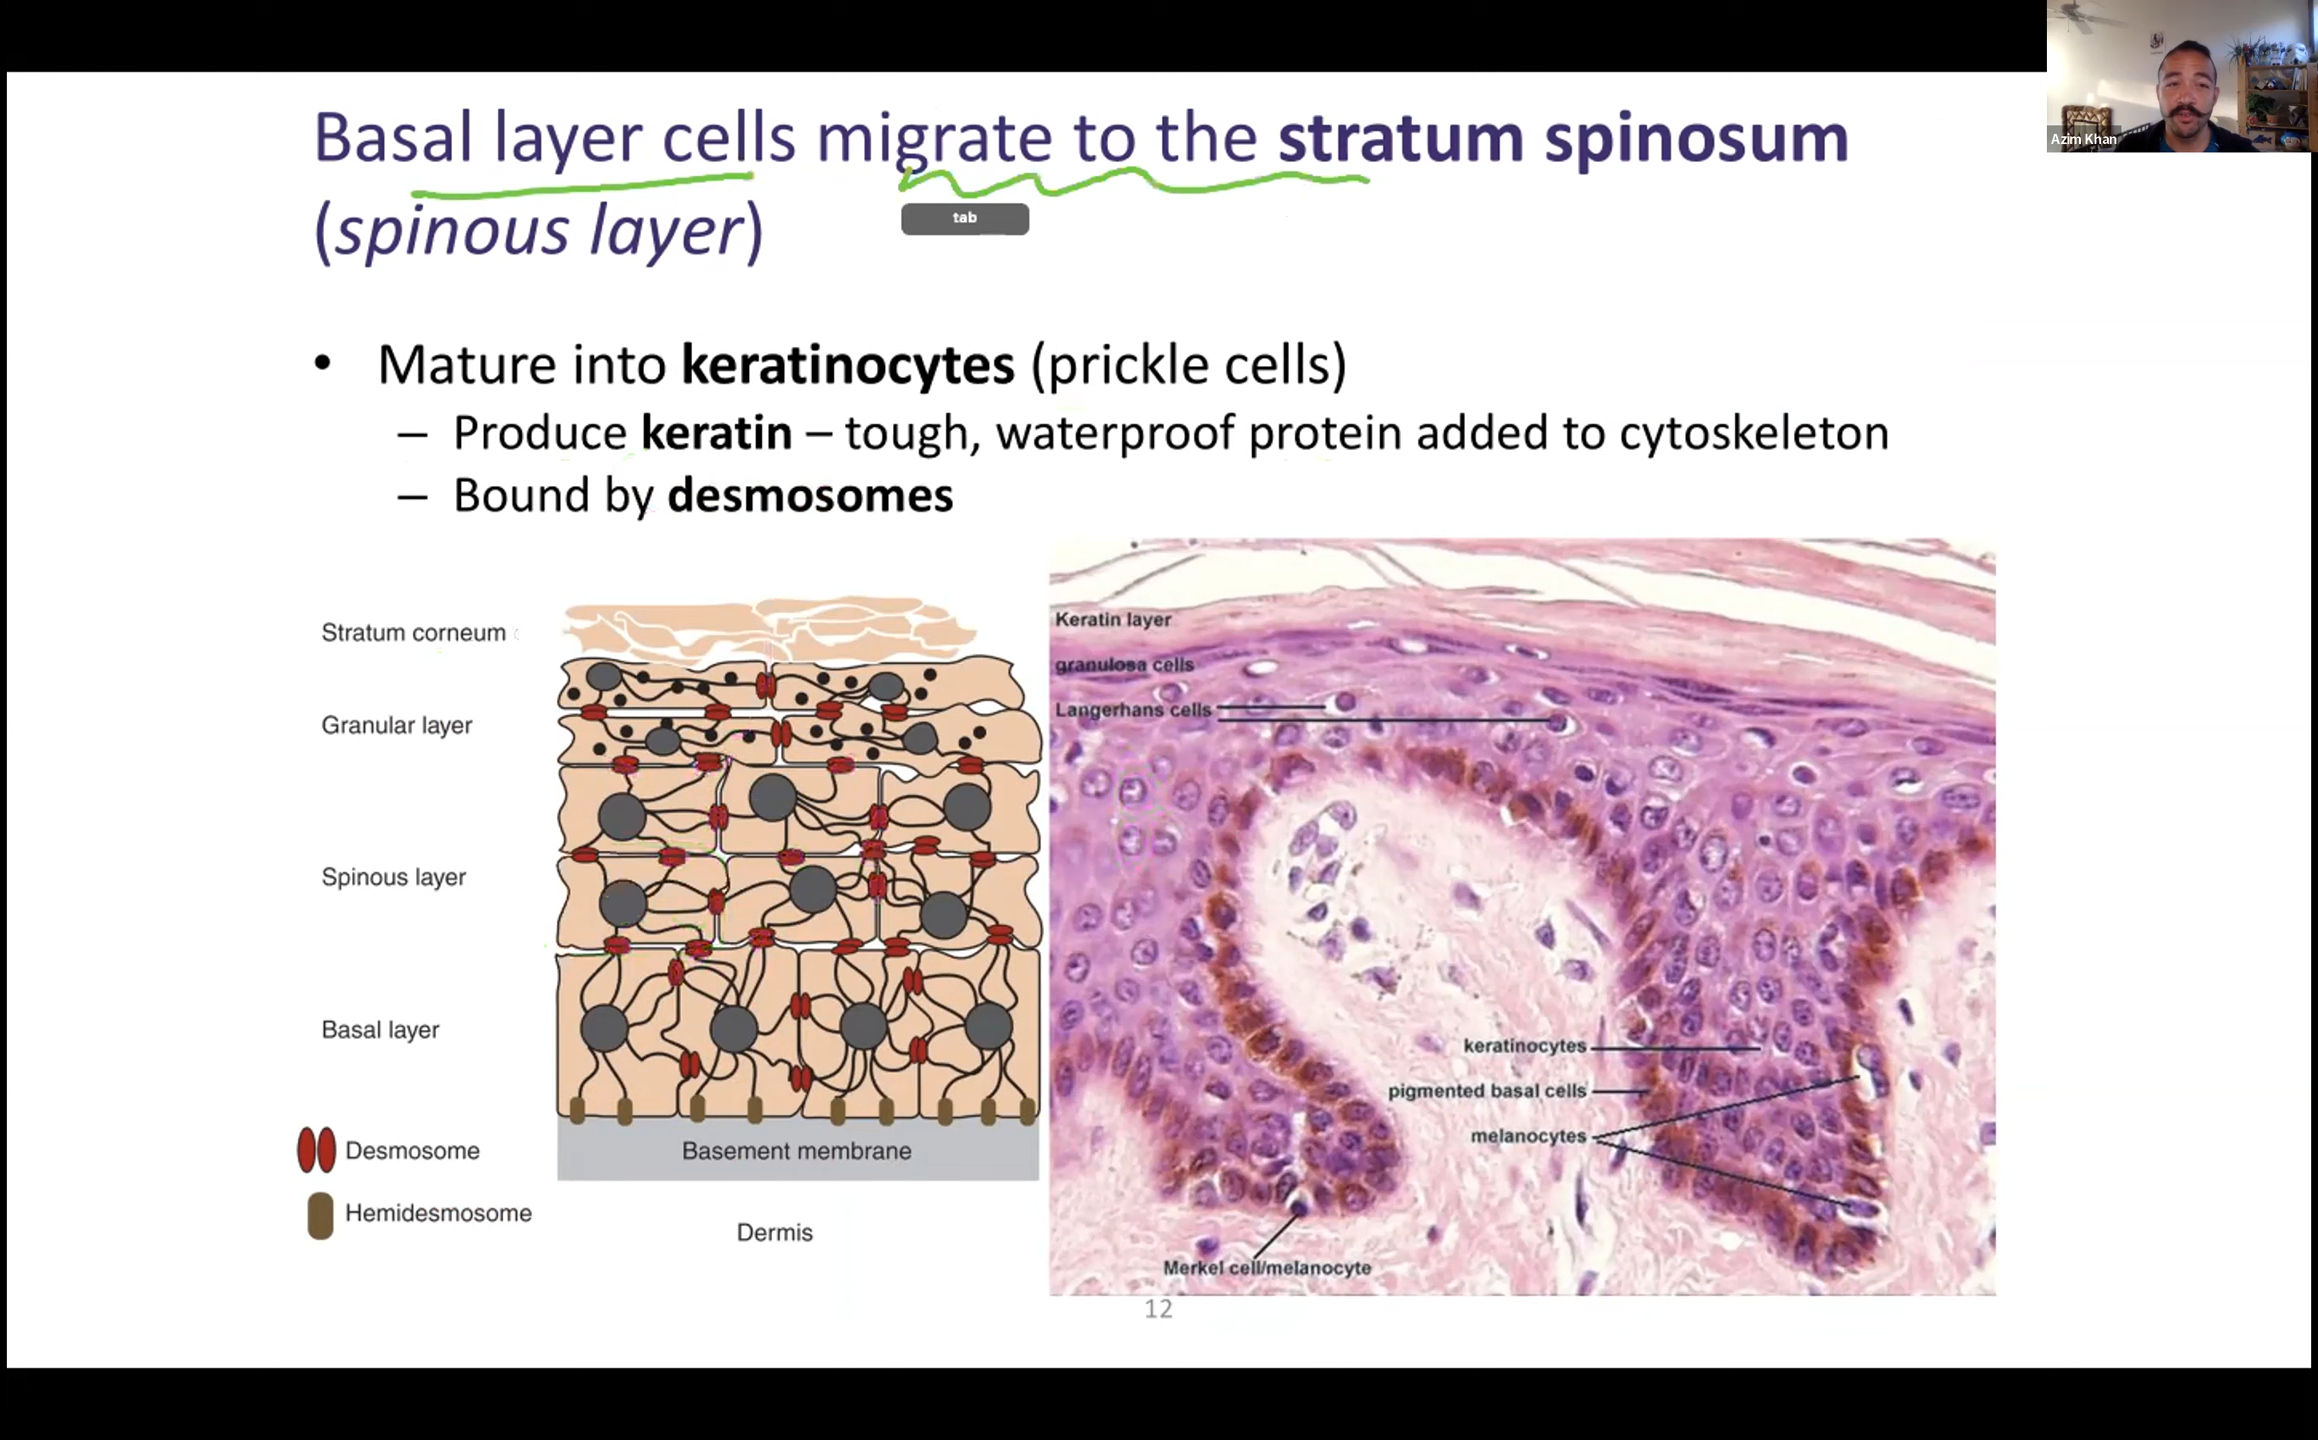 Azim Khan
Basal layer cells migrate to the stratum spinosum
(spinous layer)
tab
• Mature into keratinocytes (prickle cells)
– Produce keratin – tough, waterproof protein added to cytoskeleton
– Bound by desmosomes
Stratum corneum
Granular layer
Spinous layer
Basal layer
Desmosome
Hemidesmosome
Basement membrane
Dermis
Keratin layer
granulosa cells
Langerhans cells
keratinocytes
pigmented basal cells
melanocytes
Merkel cell/melanocyte
12